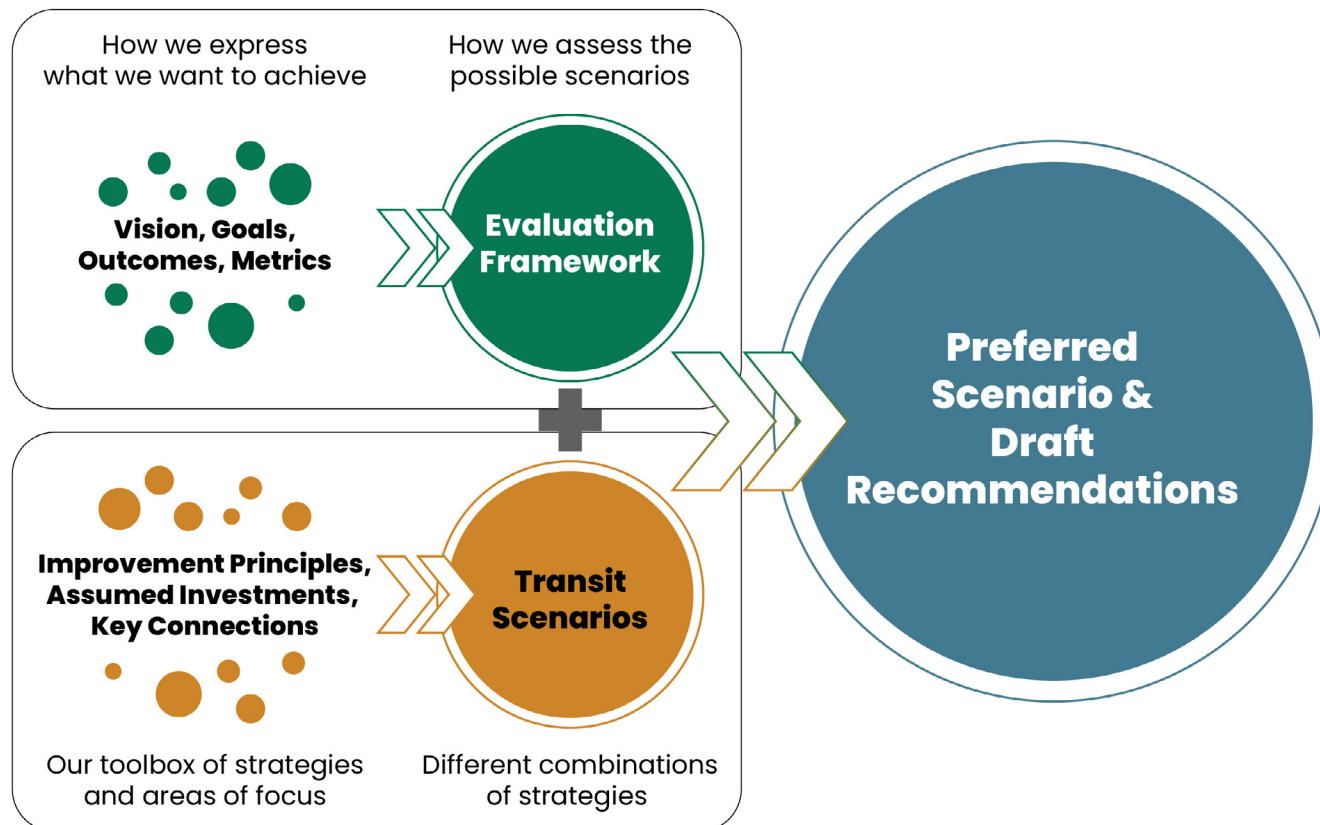 How we express
what we want to achieve
How we assess the
possible scenarios
Vision, Goals,
Outcomes, Metrics
Evaluation
Framework
Preferred
Scenario &
Draft
Recommendations
Improvement Principles,
Assumed Investments,
Key Connections
Transit
Scenarios
Our toolbox of strategies
and areas of focus
Different combinations
of strategies